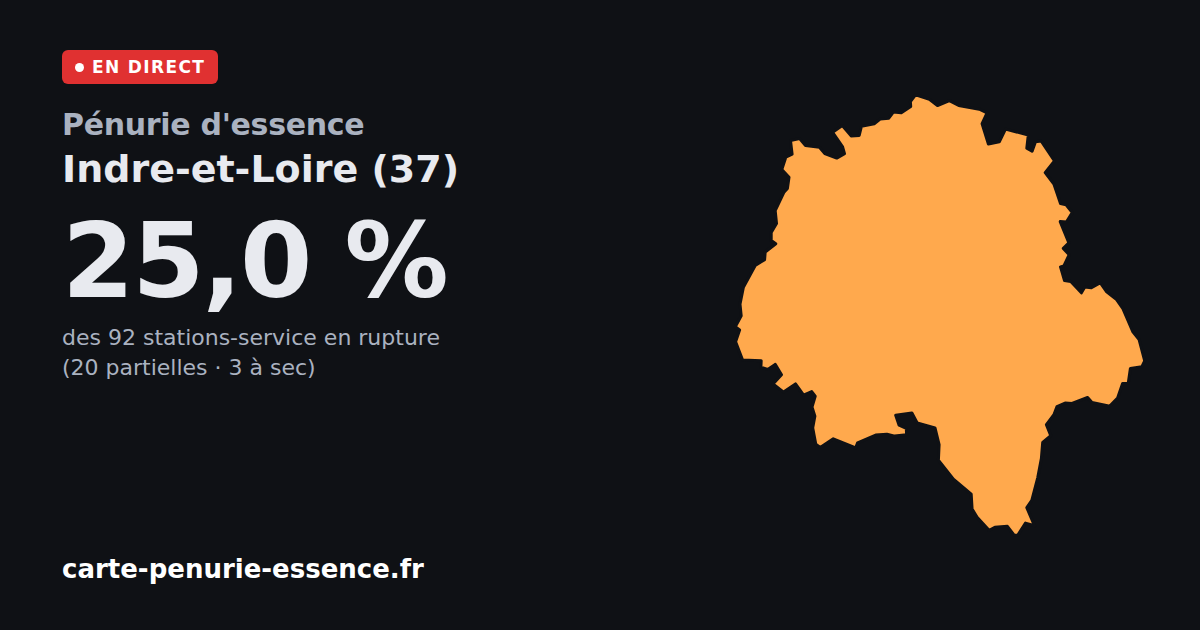 EN DIRECT
Pénurie d'essence
Indre-et-Loire (37)
25,0 %
des 92 stations-service en rupture
(20 partielles · 3 à sec)
carte-penurie-essence.fr